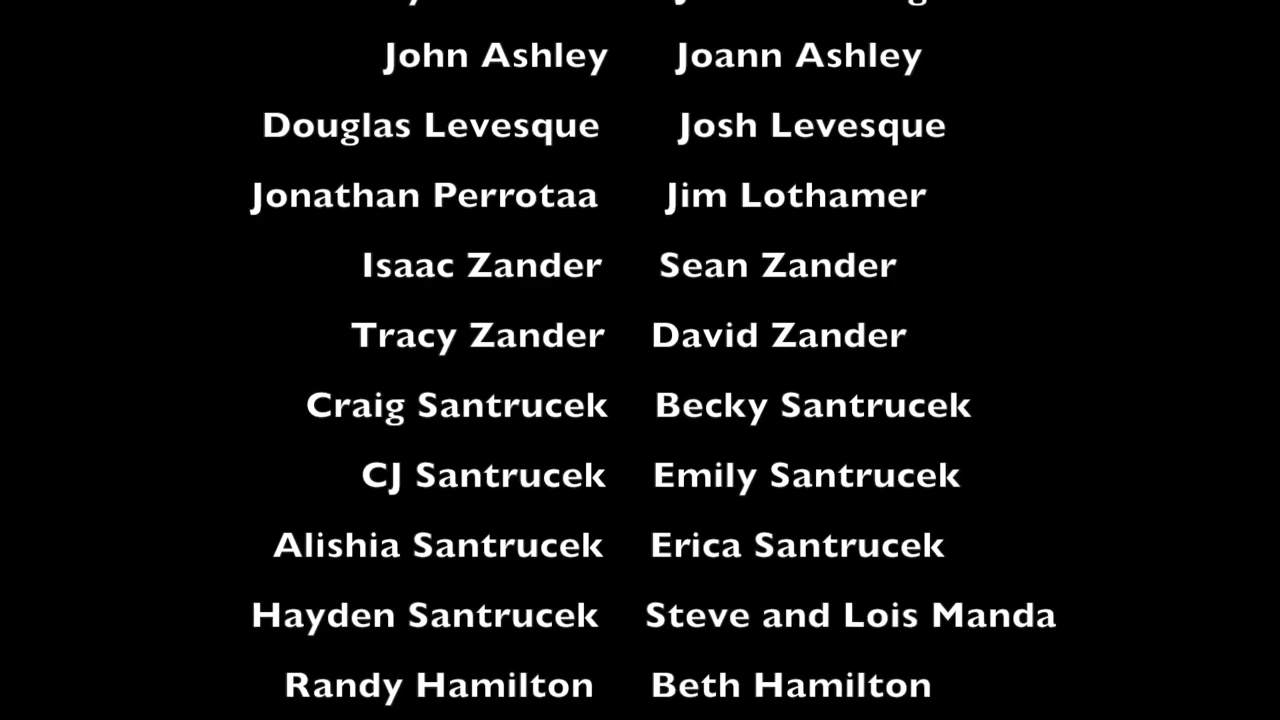 John Ashley Joann Ashley
Douglas Levesque Josh Levesque
Jonathan Perrotaa Jim Lothamer
Isaac Zander Sean Zander
Tracy Zander David Zander
Craig Santrucek Becky Santrucek
CJ Santrucek Emily Santrucek
Alishia Santrucek Erica Santrucek
Hayden Santrucek Steve and Lois Manda
Randy Hamilton Beth Hamilton